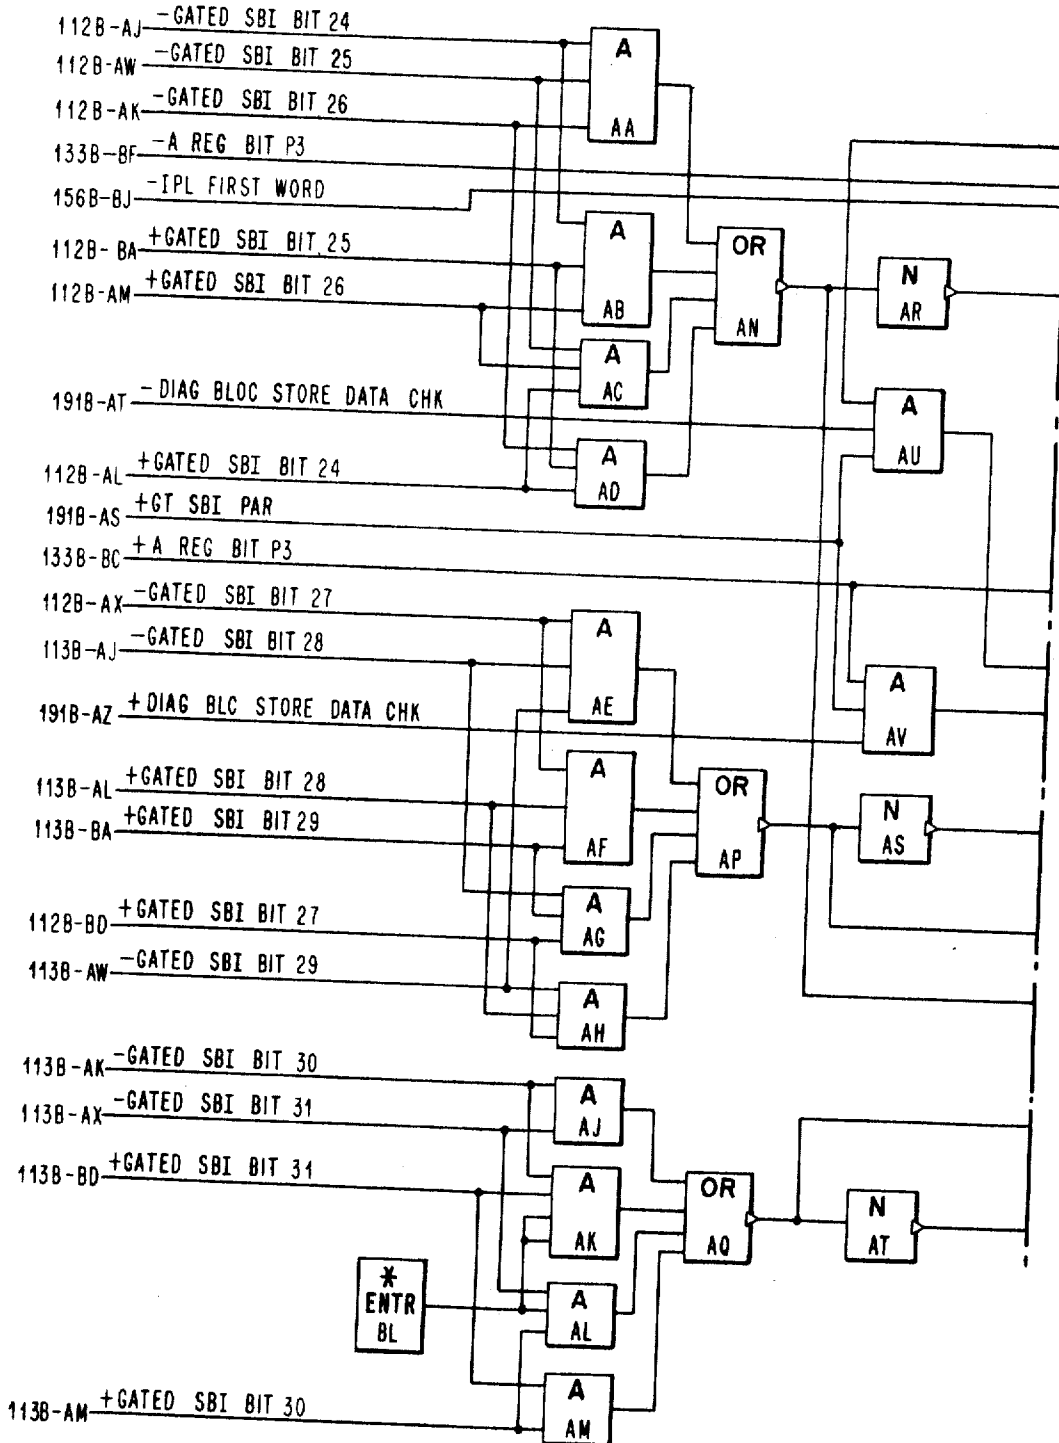 112B-AJ -GATED SBI BIT 24
112B-AW -GATED SBI BIT 25
112B-AK -GATED SBI BIT 26
133B-BF -A REG BIT P3
156B-BJ -IPL FIRST WORD
112B-BA +GATED SBI BIT 25
112B-AM +GATED SBI BIT 26
191B-AT -DIAG BLOC STORE DATA CHK
112B-AL +GATED SBI BIT 24
191B-AS +GT SBI PAR
133B-BC +A REG BIT P3
112B-AX -GATED SBI BIT 27
113B-AJ -GATED SBI BIT 28
191B-AZ +DIAG BLC STORE DATA CHK
113B-AL +GATED SBI BIT 28
113B-BA +GATED SBI BIT 29
112B-BD +GATED SBI BIT 27
113B-AW -GATED SBI BIT 29
113B-AK -GATED SBI BIT 30
113B-AX -GATED SBI BIT 31
113B-BD +GATED SBI BIT 31
113B-AM +GATED SBI BIT 30
* ENTR
BL
A
AA
A
AB
A
AC
A
AD
A
AE
A
AF
A
AG
A
AH
A
AJ
A
AK
A
AL
A
AM
OR
AN
OR
AP
OR
AQ
N
AR
A
AU
A
AV
N
AS
N
AT